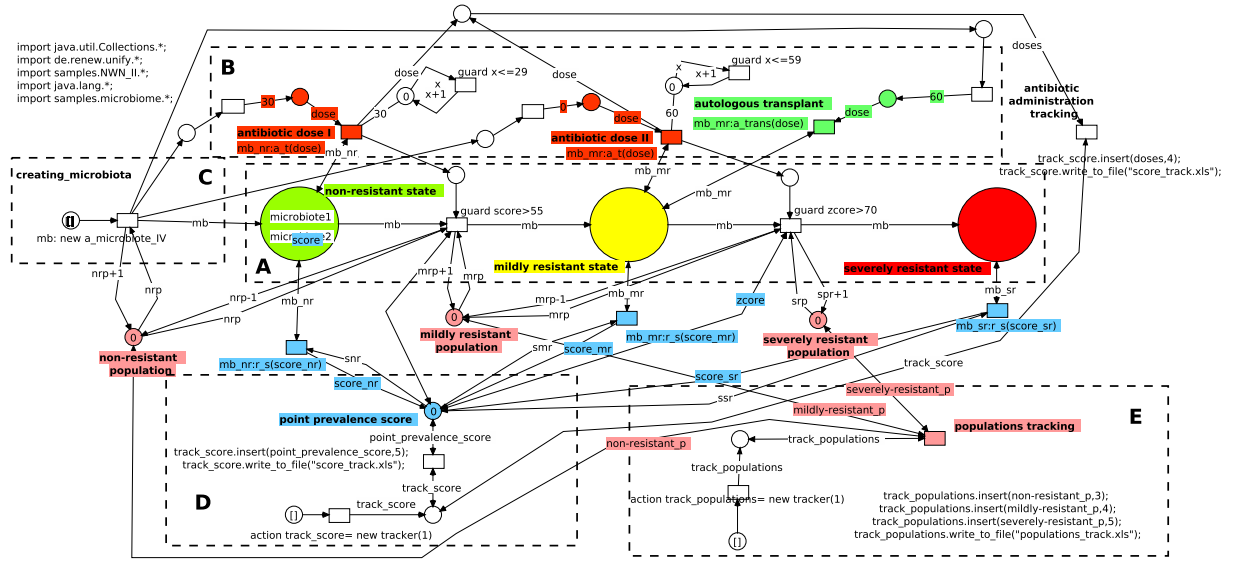 import java.util.Collections.*;
import de.renew.unify.*;
import samples.NWN_II.*;
import java.lang.*;
import samples.microbiome.*;
B
0
dose
dose
30
guard x<=29
x
x+1
0
30
dose
antibiotic dose I
mb_nr:a_t(dose)
mb_nr
0
dose
antibiotic dose II
mb_mr:a_t(dose)
mb_mr
guard x<=59
x
x+1
0
60
autologous transplant
mb_mr:a_trans(dose)
dose
60
mb_mr
doses
antibiotic
administration
tracking
track_score.insert(doses,4);
track_score.write_to_file("score_track.xls");
creating_microbiota
C
[]
mb: new a_microbiote_IV
mb
non-resistant state
microbiote1
microbiote2
score
A
mb
guard score>55
mb
mildly resistant state
mb
guard zcore>70
mb
severely resistant state
nrp+1
nrp
0
non-resistant
population
nrp-1
nrp
mb_nr
mb_nr:r_s(score_nr)
snr
score_nr
mrp+1
mrp
0
mildly resistant
population
mrp-1
mrp
mb_mr
mb_mr:r_s(score_mr)
smr
score_mr
zcore
srp
spr+1
0
severely resistant
population
mb_sr
mb_sr:r_s(score_sr)
score_sr
ssr
track_score
0
point prevalence score
point_prevalence_score
track_score.insert(point_prevalence_score,5);
track_score.write_to_file("score_track.xls");
track_score
D
[]
track_score
action track_score= new tracker(1)
severely-resistant_p
mildly-resistant_p
non-resistant_p
populations tracking
E
track_populations
track_populations
action track_populations= new tracker(1)
[]
track_populations.insert(non-resistant_p,3);
track_populations.insert(mildly-resistant_p,4);
track_populations.insert(severely-resistant_p,5);
track_populations.write_to_file("populations_track.xls");